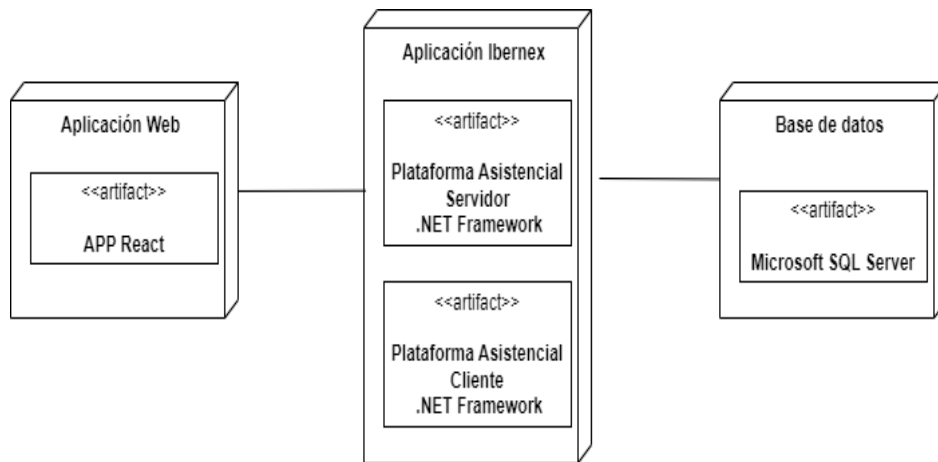 Aplicación Web
<<artifact>>
APP React
Aplicación Ibernex
<<artifact>>
Plataforma Asistencial
Servidor
.NET Framework
<<artifact>>
Plataforma Asistencial
Cliente
.NET Framework
Base de datos
<<artifact>>
Microsoft SQL Server